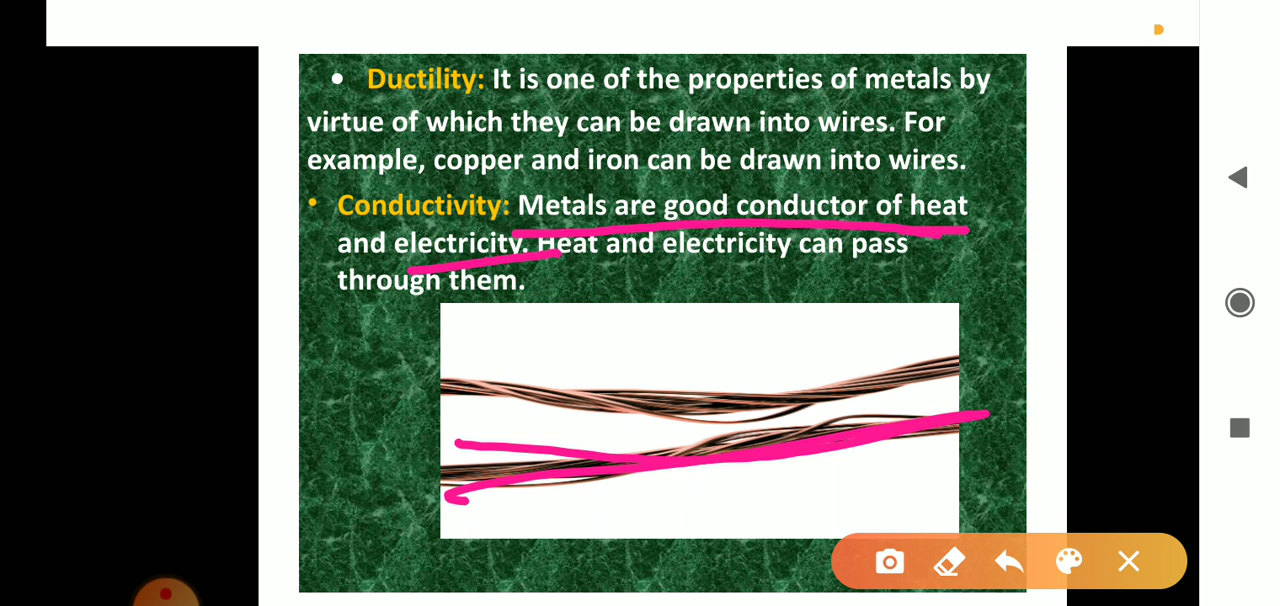 • Ductility: It is one of the properties of metals by
virtue of which they can be drawn into wires. For
example, copper and iron can be drawn into wires.
• Conductivity: Metals are good conductor of heat
and electricity. Heat and electricity can pass
through them.